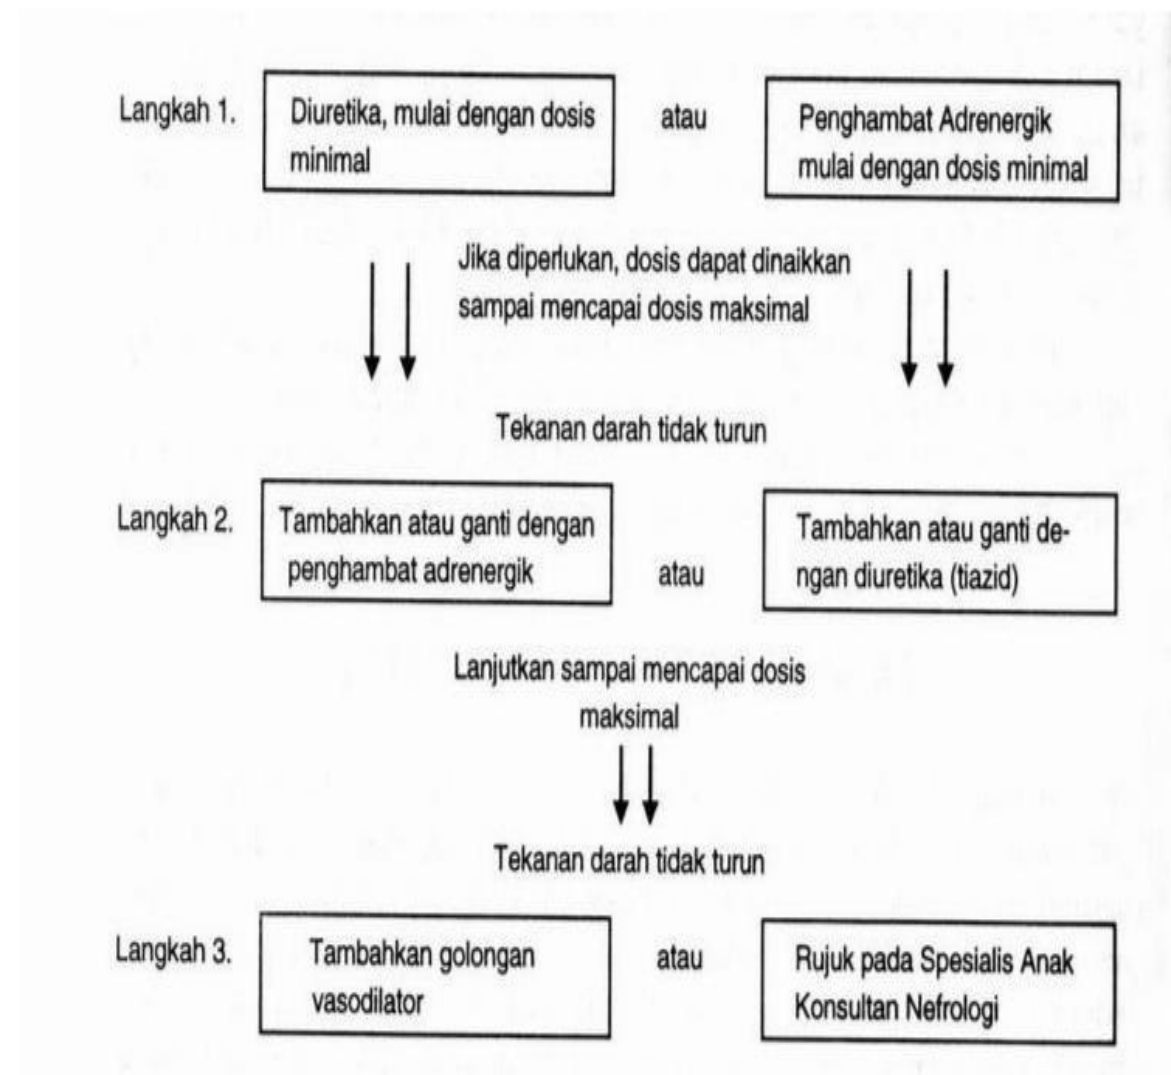 Langkah 1.
Diuretika, mulai dengan dosis
minimal
atau
Penghambat Adrenergik
mulai dengan dosis minimal
Jika diperlukan, dosis dapat dinaikkan
sampai mencapai dosis maksimal
Tekanan darah tidak turun
Langkah 2.
Tambahkan atau ganti dengan
penghambat adrenergik
atau
Tambahkan atau ganti de-
ngan diuretika (tiazid)
Lanjutkan sampai mencapai dosis
maksimal
Tekanan darah tidak turun
Langkah 3.
Tambahkan golongan
vasodilator
atau
Rujuk pada Spesialis Anak
Konsultan Nefrologi